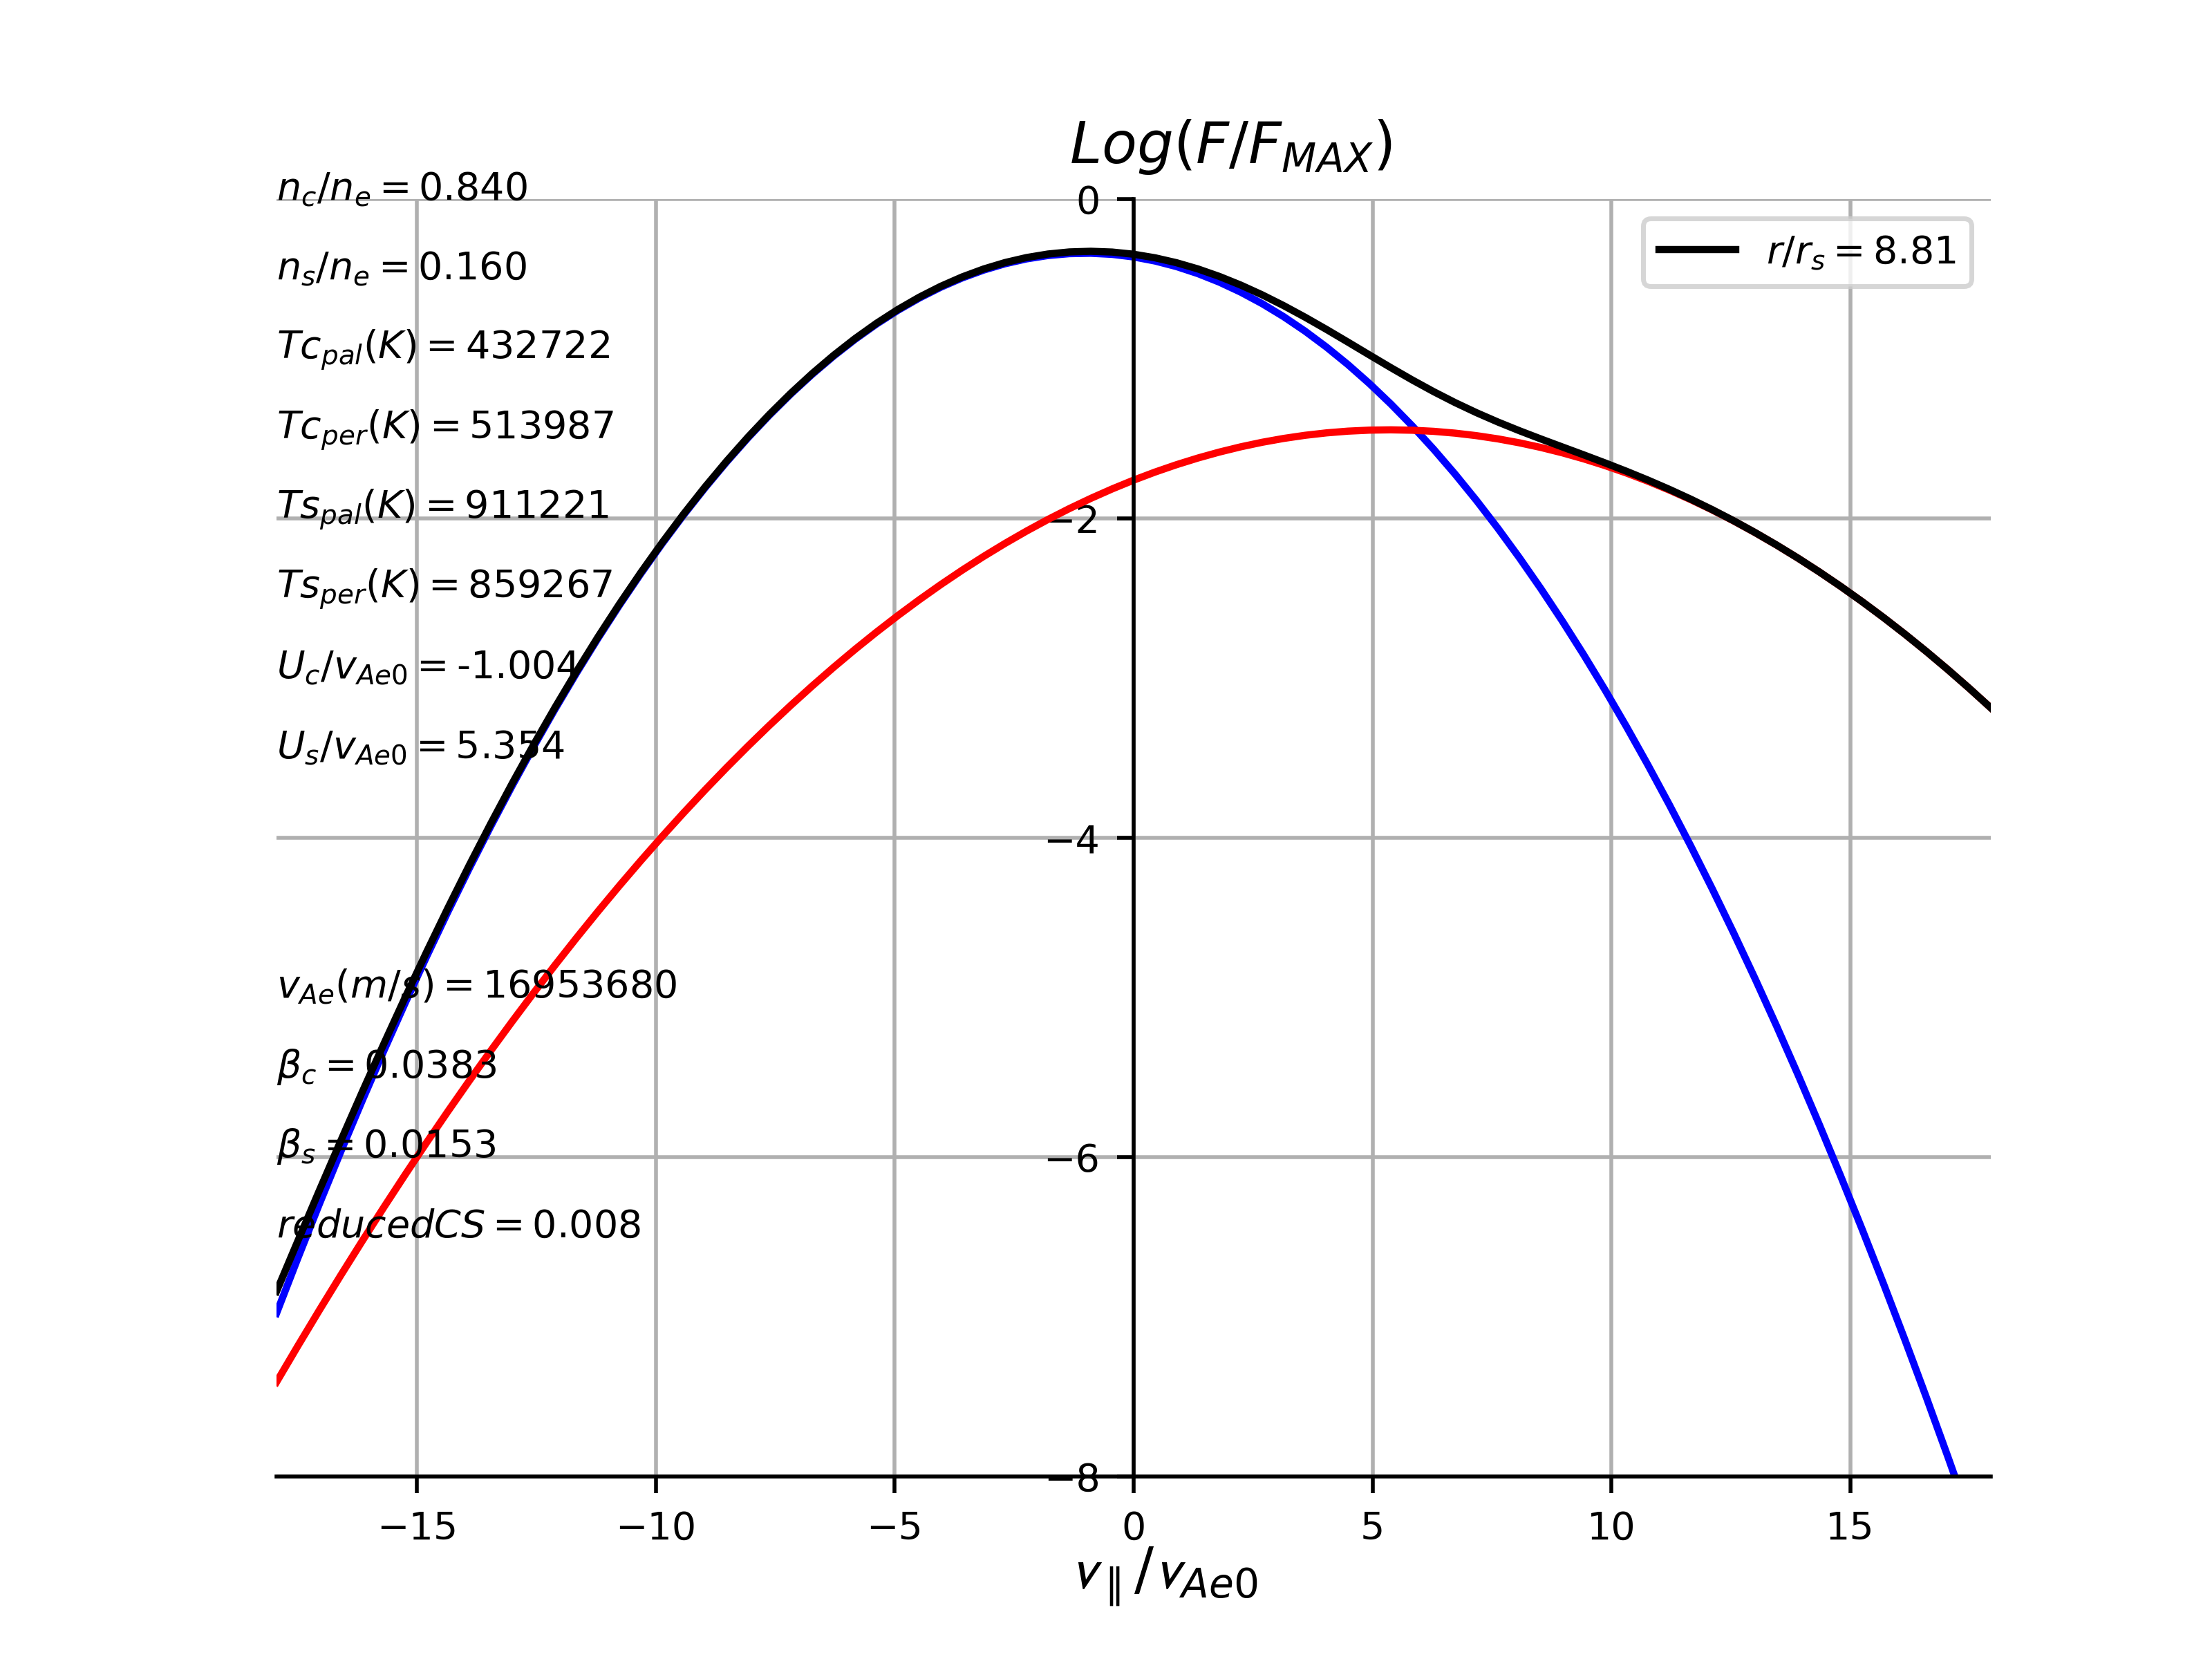 Log(F/F_MAX)
n_c/n_e = 0.840
0
r/r_s = 8.81
n_s/n_e = 0.160
Tc_pal(K) = 432722
Tc_per(K) = 513987
Ts_pal(K) = 911221
−2
Ts_per(K) = 859267
U_c/v_Ae0 = -1.004
U_s/v_Ae0 = 5.354
−4
v_Ae(m/s) = 16953680
β_c = 0.0383
β_s = 0.0153
−6
reducedCS = 0.008
−8
−15 −10 −5 0 5 10 15
v_∥/v_Ae0